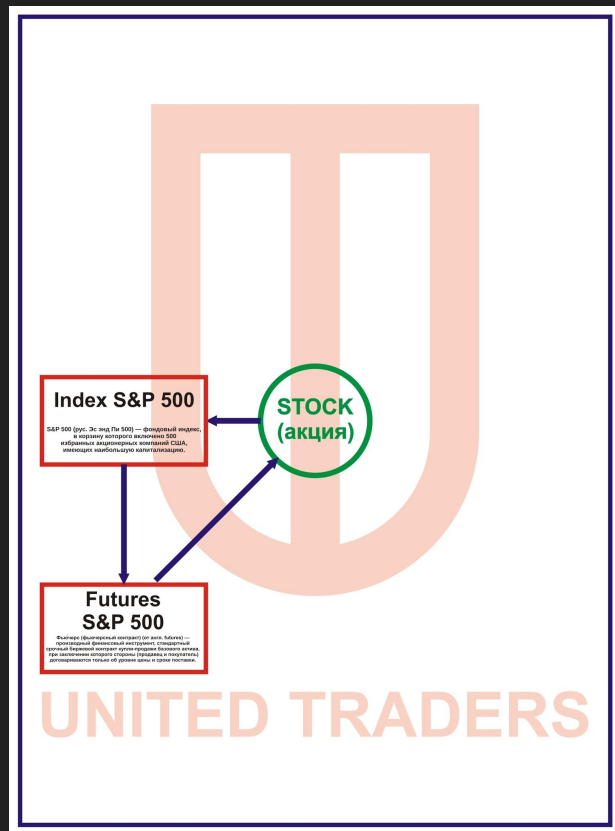 Index S&P 500
S&P 500 (рус. Эс энд Пи 500) — фондовый индекс,
в корзину которого включено 500
избранных акционерных компаний США,
имеющих наибольшую капитализацию.
STOCK
(акция)
Futures
S&P 500
Фьючерс (фьючерсный контракт) (от англ. futures) —
производный финансовый инструмент, стандартный
срочный биржевой контракт купли-продажи базового актива,
при заключении которого стороны (продавец и покупатель)
договариваются только об уровне цены и сроке поставки.
UNITED TRADERS